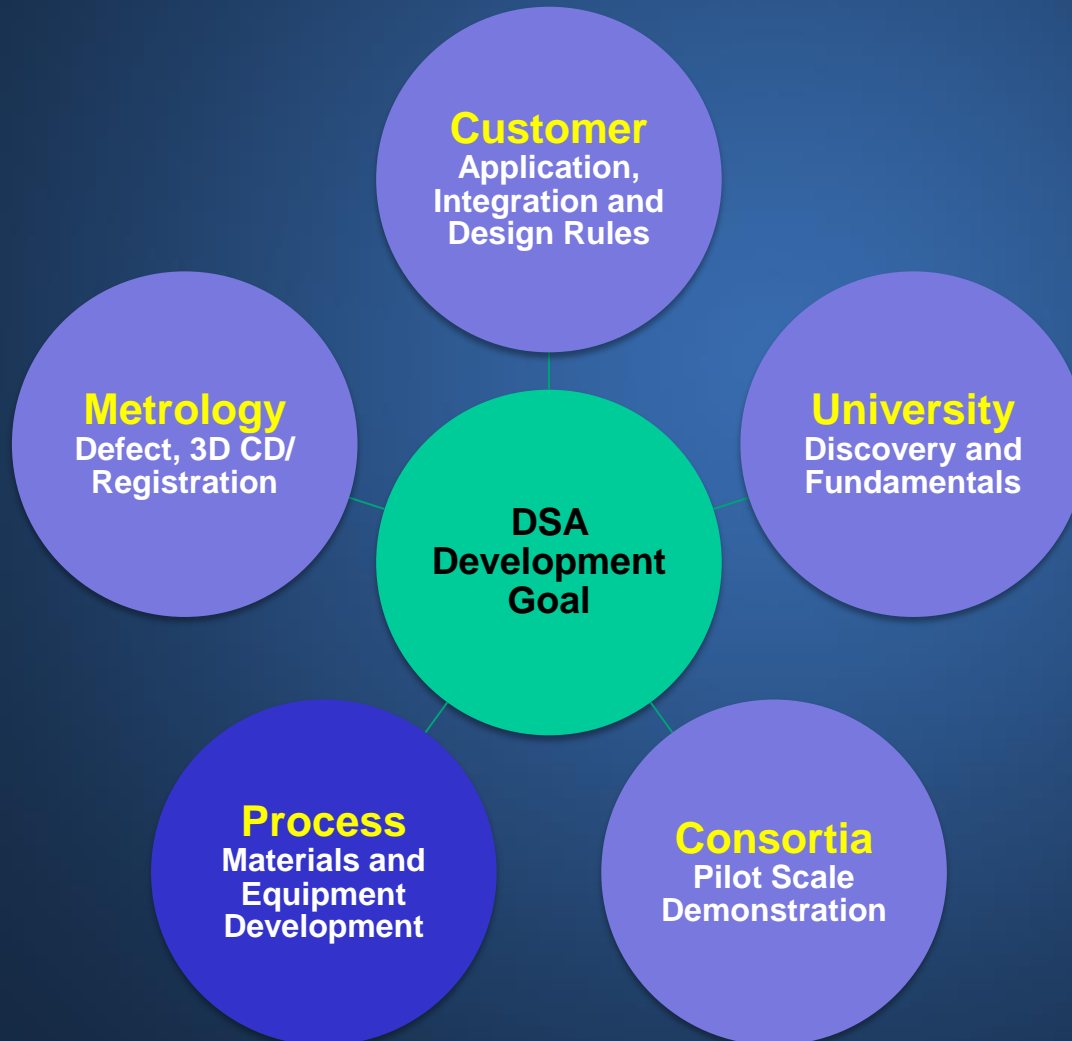 Customer
Application,
Integration and
Design Rules
Metrology
Defect, 3D CD/
Registration
University
Discovery and
Fundamentals
DSA
Development
Goal
Process
Materials and
Equipment
Development
Consortia
Pilot Scale
Demonstration